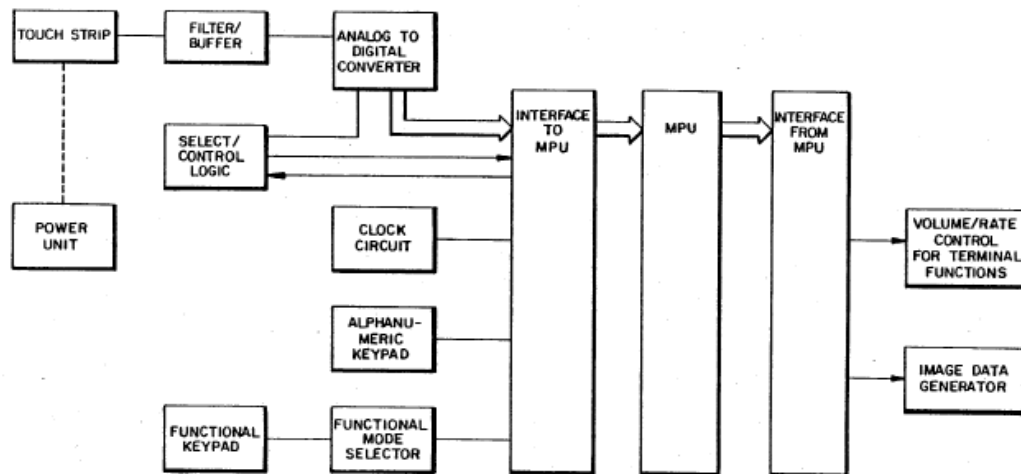 TOUCH STRIP
FILTER/
BUFFER
ANALOG TO
DIGITAL
CONVERTER
SELECT/
CONTROL
LOGIC
POWER
UNIT
CLOCK
CIRCUIT
ALPHANU-
MERIC
KEYPAD
FUNCTIONAL
KEYPAD
FUNCTIONAL
MODE
SELECTOR
INTERFACE
TO
MPU
MPU
INTERFACE
FROM
MPU
VOLUME/RATE
CONTROL
FOR TERMINAL
FUNCTIONS
IMAGE DATA
GENERATOR